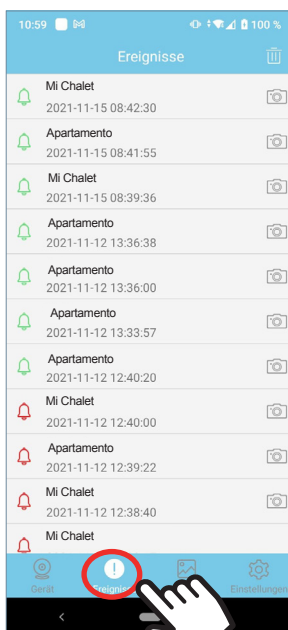 10:59 100 %
Ereignisse
Mi Chalet
2021-11-15 08:42:30
Apartamento
2021-11-15 08:41:55
Mi Chalet
2021-11-15 08:39:36
Apartamento
2021-11-12 13:36:38
Apartamento
2021-11-12 13:36:00
Apartamento
2021-11-12 13:33:57
Apartamento
2021-11-12 12:40:20
Mi Chalet
2021-11-12 12:40:00
Apartamento
2021-11-12 12:39:22
Mi Chalet
2021-11-12 12:38:40
Mi Chalet
Gerät Einstellungen